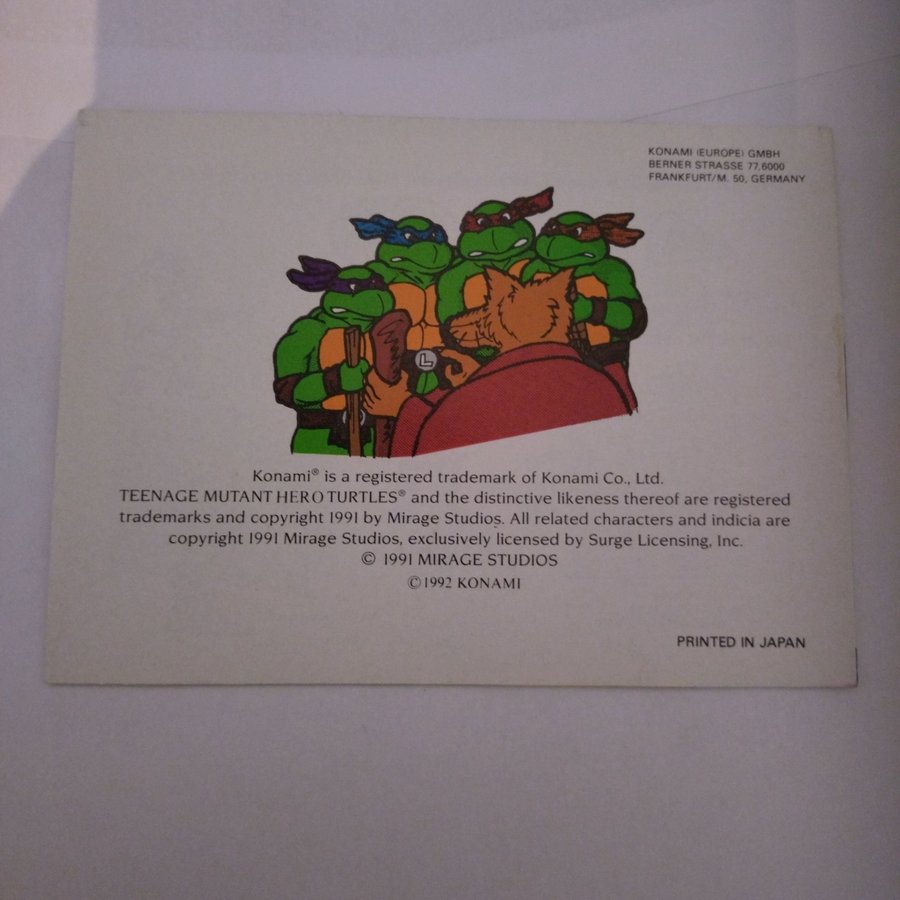 KONAMI (EUROPE) GMBH
BERNER STRASSE 77,6000
FRANKFURT/M. 50, GERMANY
L
Konami® is a registered trademark of Konami Co., Ltd.
TEENAGE MUTANT HERO TURTLES® and the distinctive likeness thereof are registered
trademarks and copyright 1991 by Mirage Studios. All related characters and indicia are
copyright 1991 Mirage Studios, exclusively licensed by Surge Licensing, Inc.
© 1991 MIRAGE STUDIOS
© 1992 KONAMI
PRINTED IN JAPAN